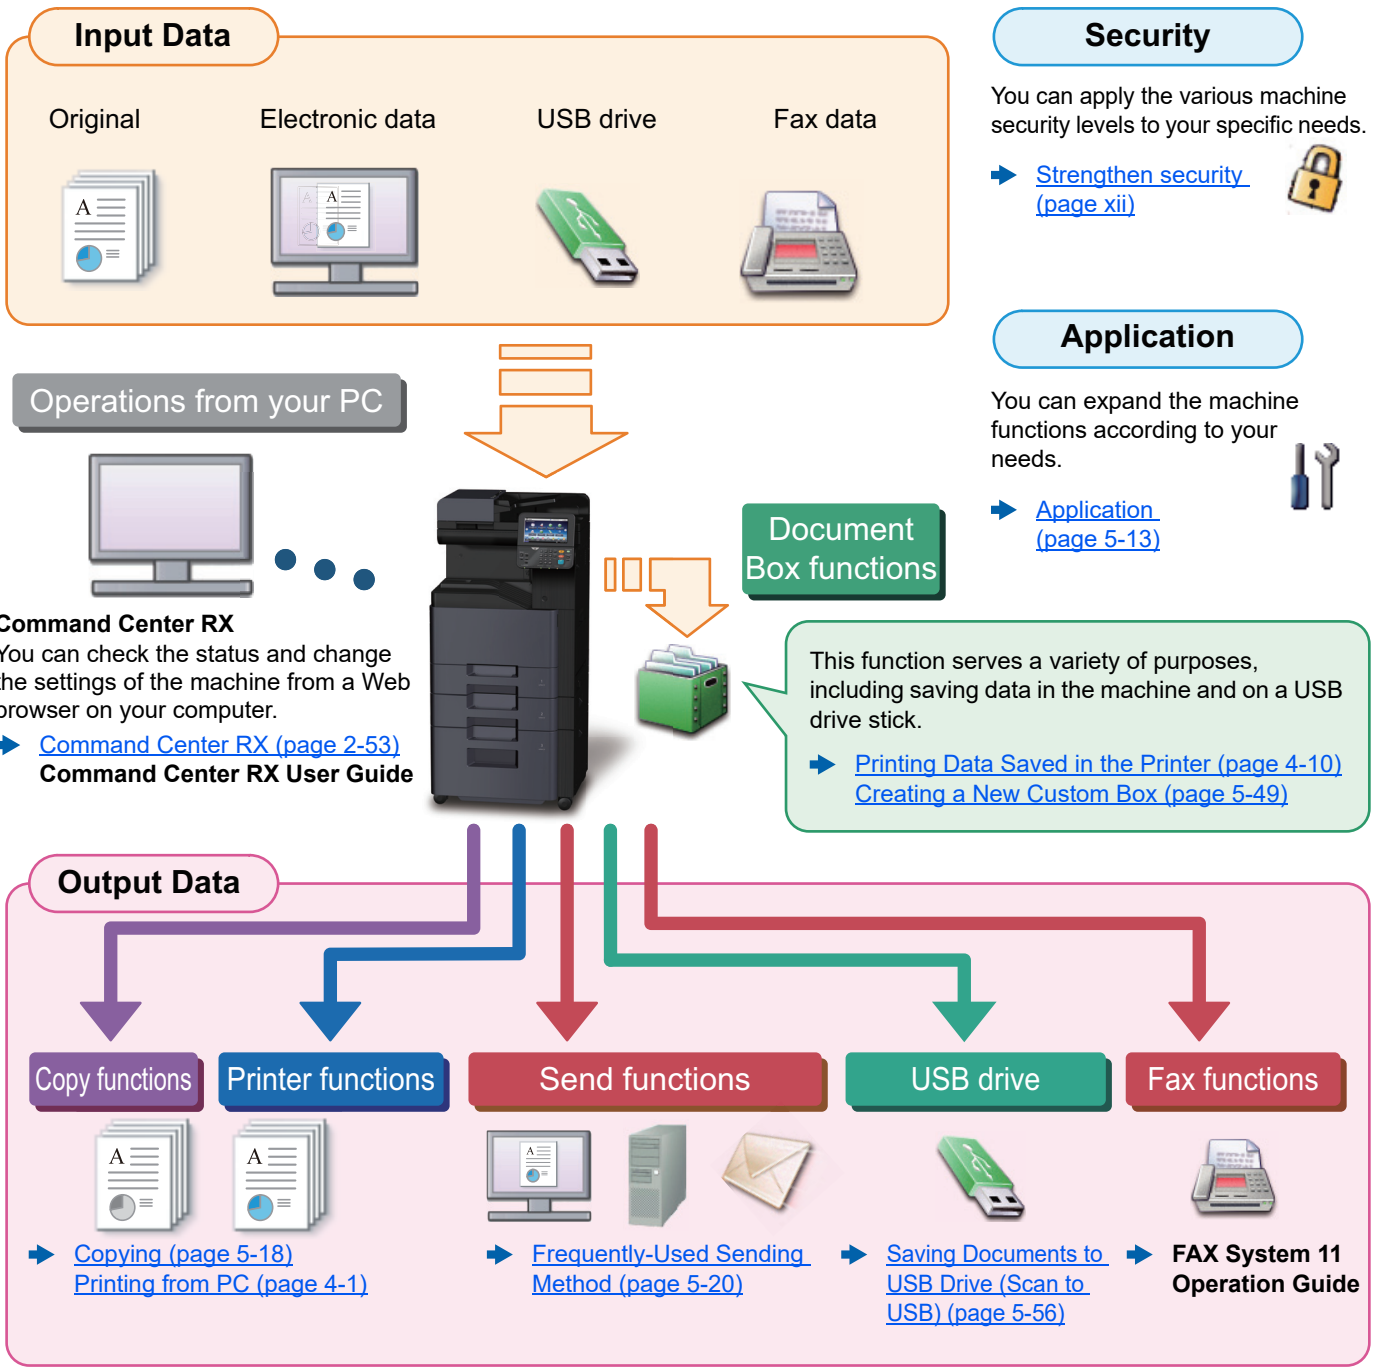 Input Data
Original
Electronic data
USB drive
Fax data
Security
You can apply the various machine
security levels to your specific needs.
Strengthen security
(page xii)
Application
You can expand the machine
functions according to your
needs.
Application
(page 5-13)
Operations from your PC
Command Center RX
You can check the status and change
the settings of the machine from a Web
browser on your computer.
Command Center RX (page 2-53)
Command Center RX User Guide
Document
Box functions
This function serves a variety of purposes,
including saving data in the machine and on a USB
drive stick.
Printing Data Saved in the Printer (page 4-10)
Creating a New Custom Box (page 5-49)
Output Data
Copy functions
Printer functions
Send functions
USB drive
Fax functions
A
A
A
A
A
Copying (page 5-18)
Printing from PC (page 4-1)
Frequently-Used Sending
Method (page 5-20)
Saving Documents to
USB Drive (Scan to
USB) (page 5-56)
FAX System 11
Operation Guide